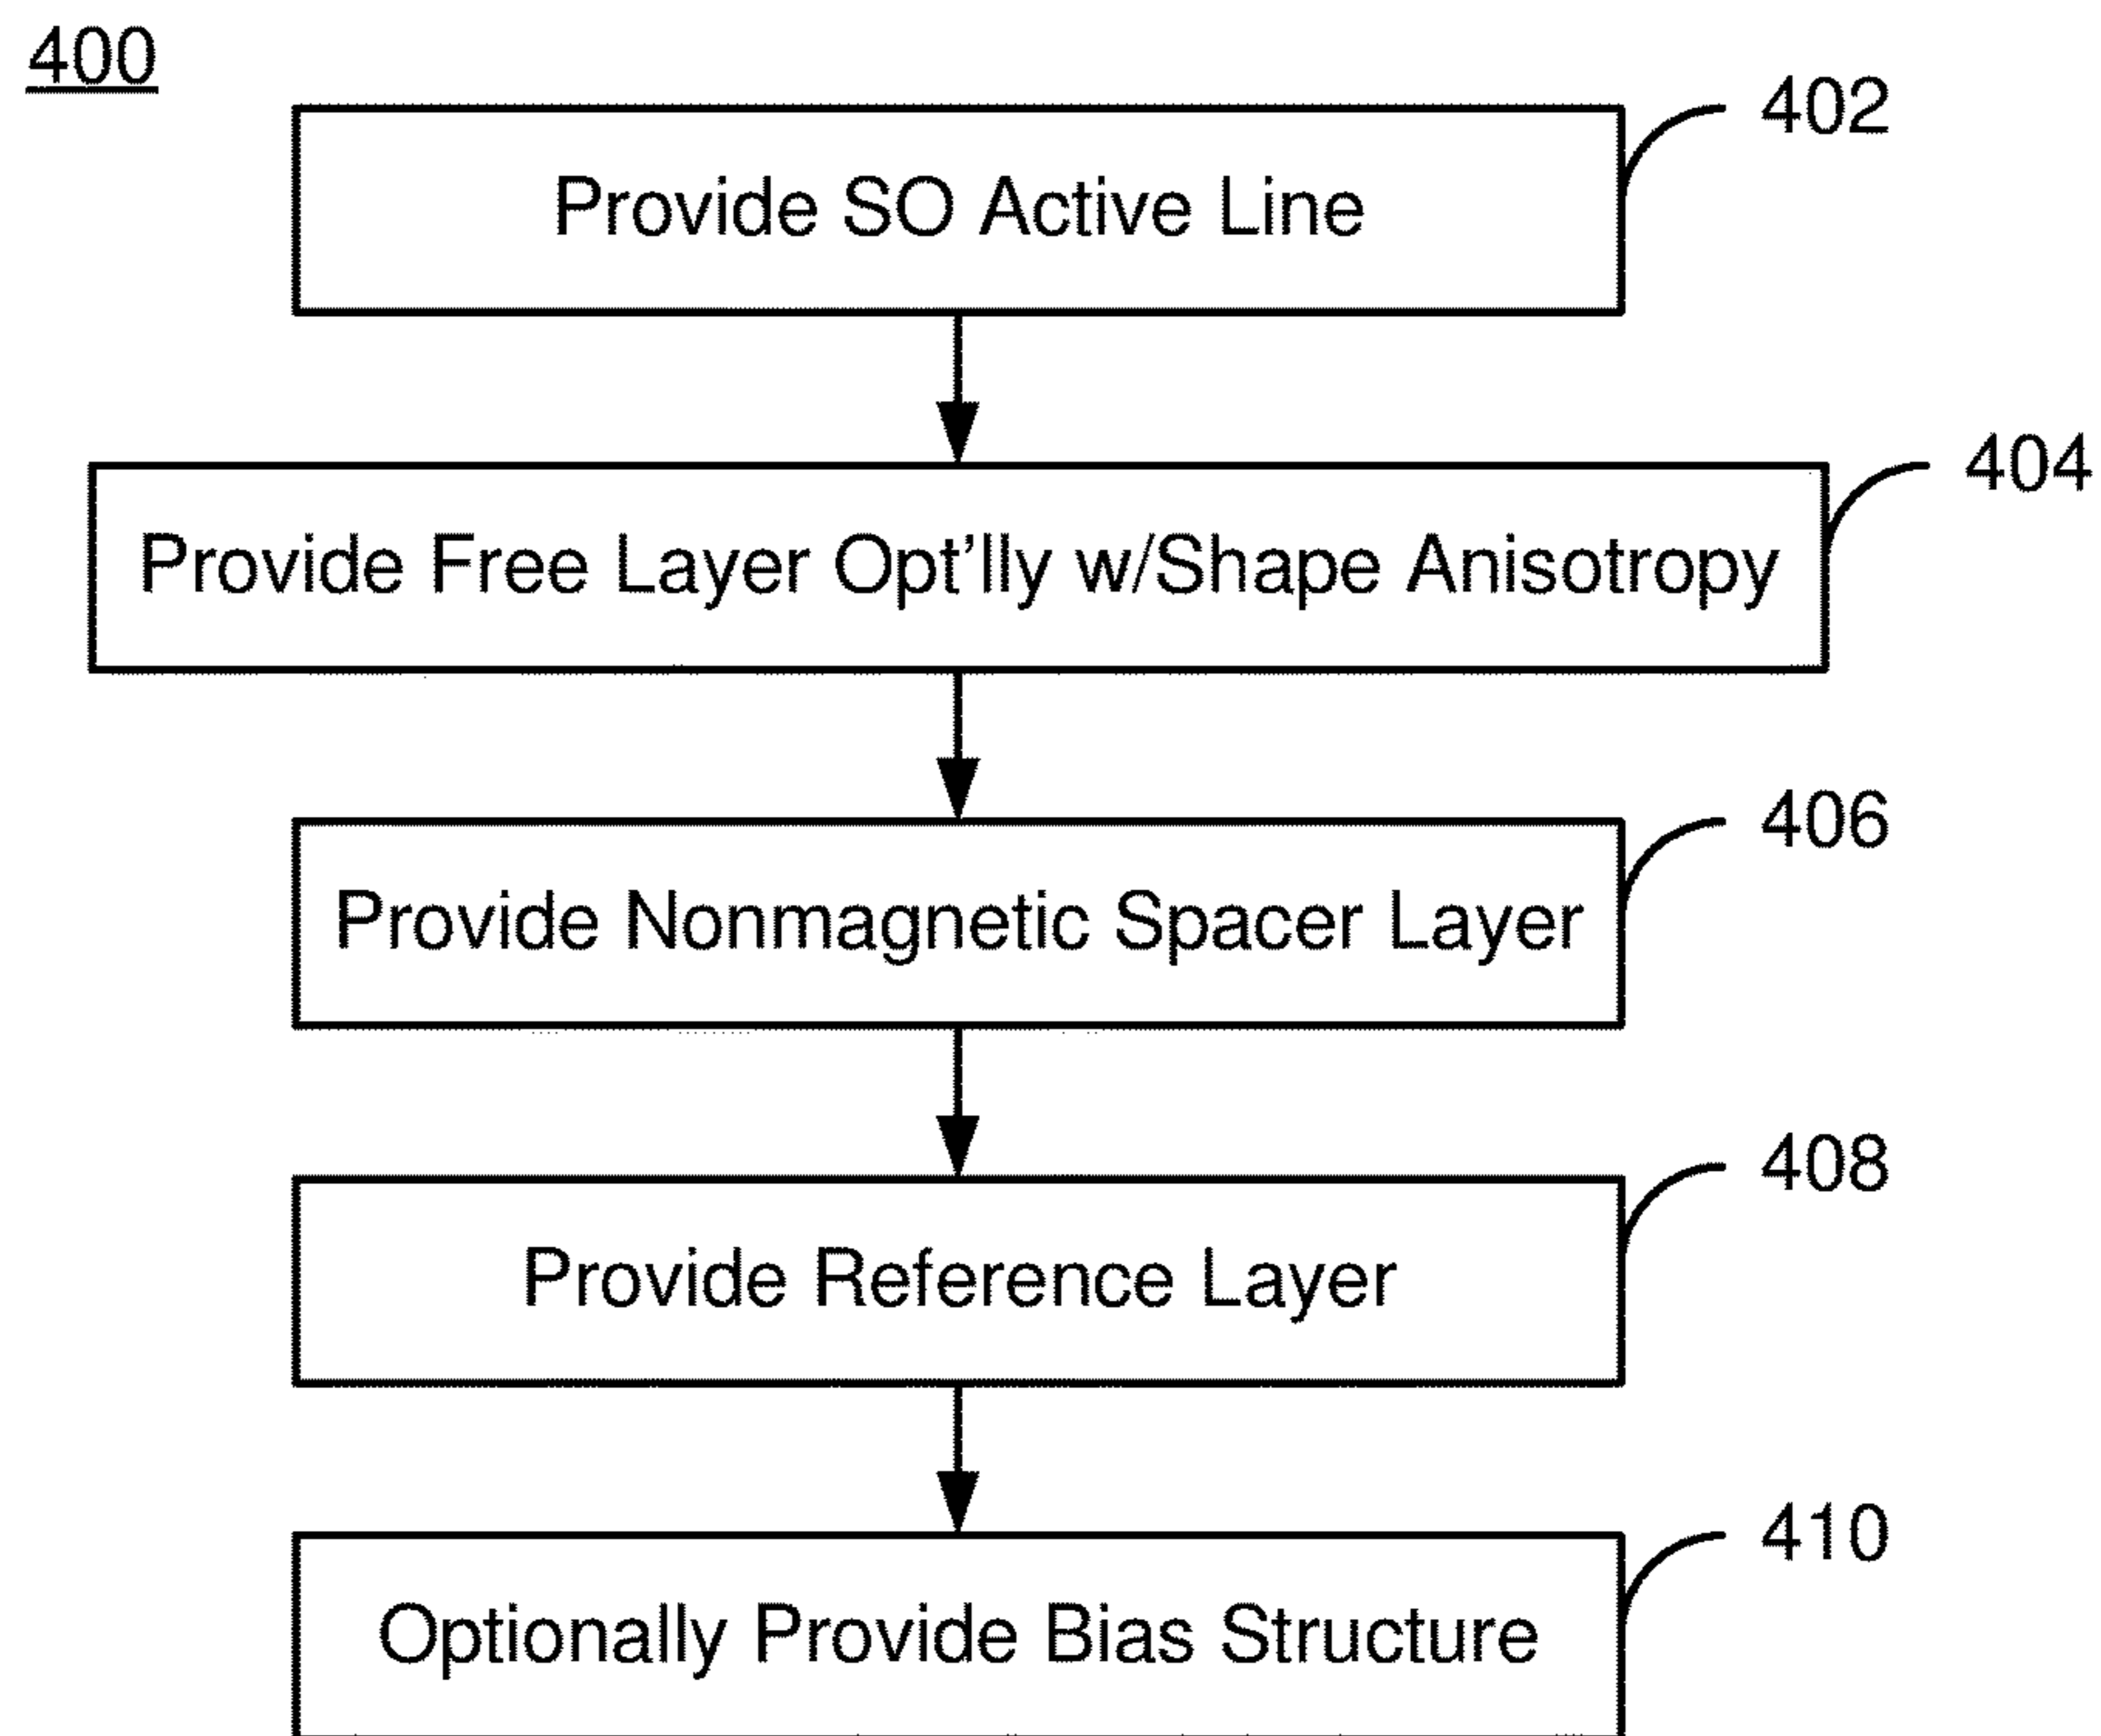 400
Provide SO Active Line
402
Provide Free Layer Opt'lly w/Shape Anisotropy
404
Provide Nonmagnetic Spacer Layer
406
Provide Reference Layer
408
Optionally Provide Bias Structure
410